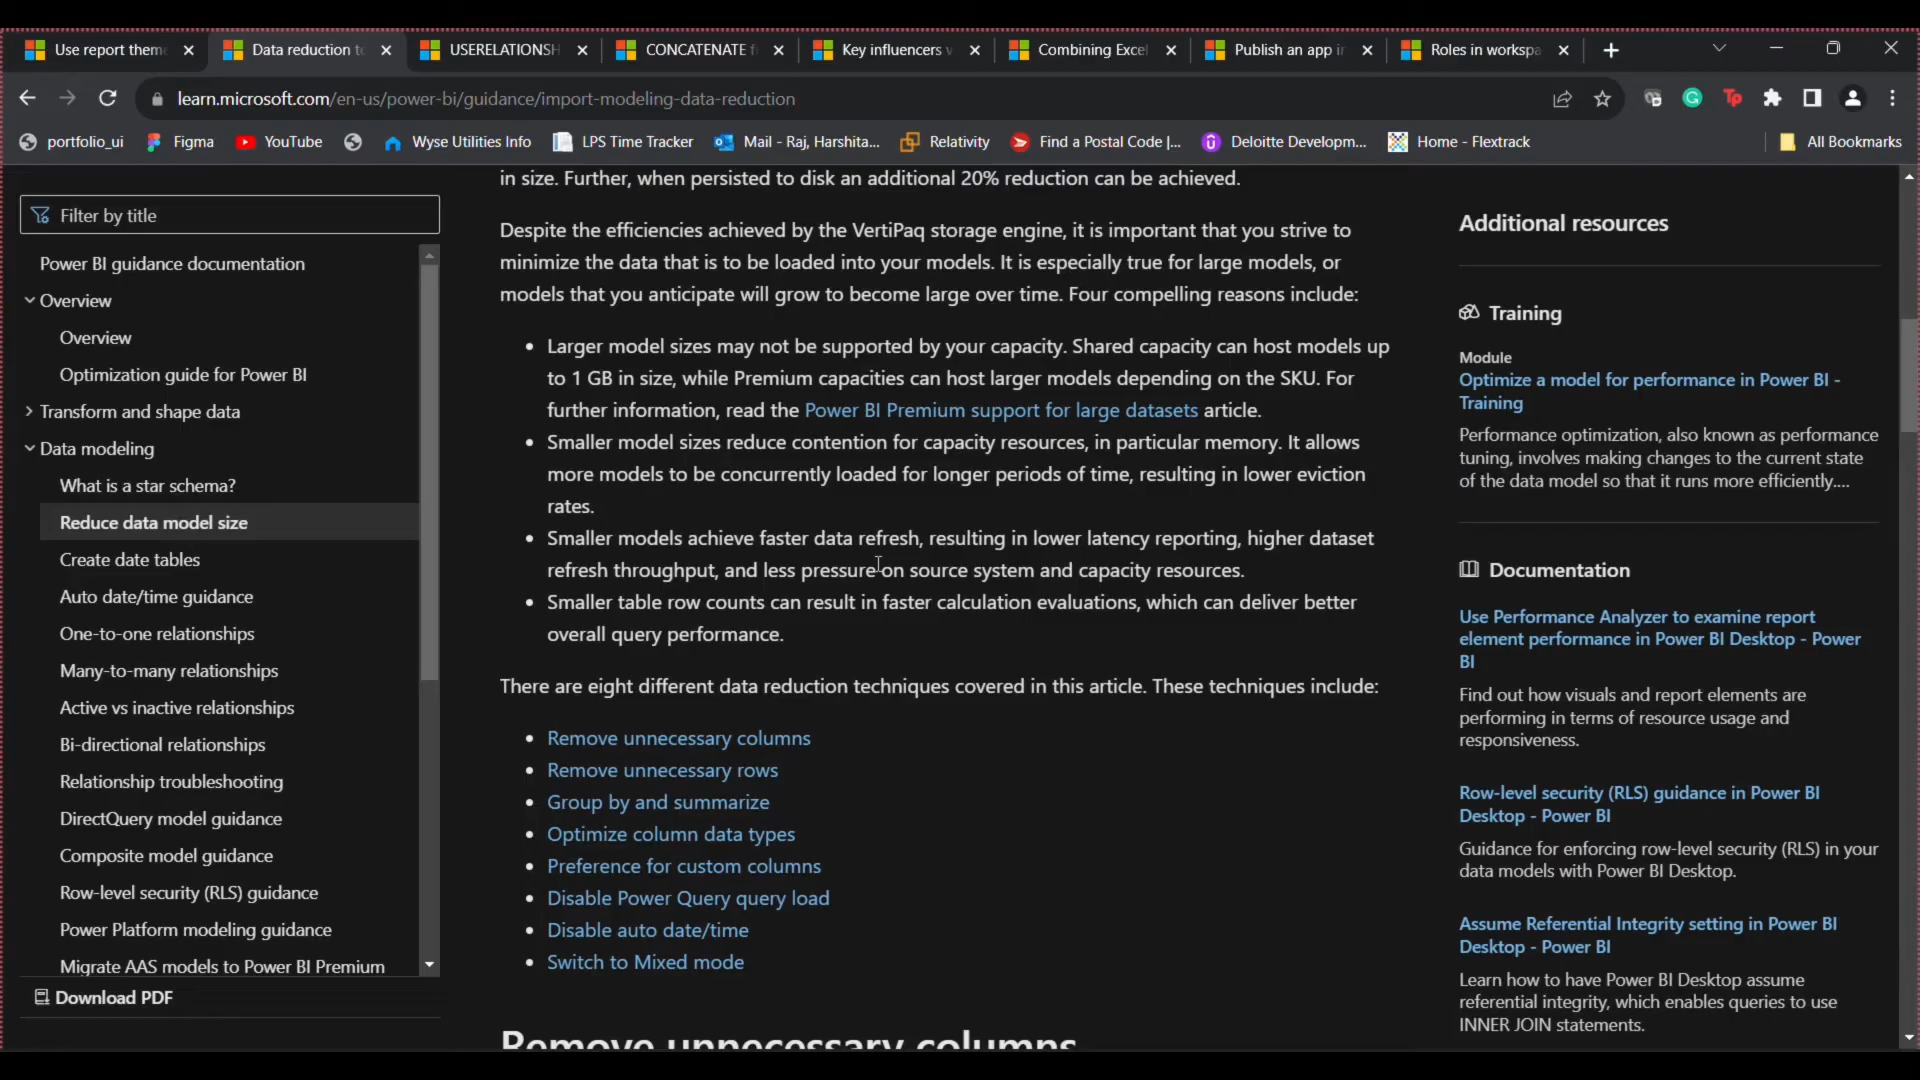 Use report them
Data reduction t
USERELATIONSH
CONCATENATE f
Key influencers v
Combining Excel
Publish an app i
Roles in workspa
learn.microsoft.com/en-us/power-bi/guidance/import-modeling-data-reduction
portfolio_ui
Figma
YouTube
Wyse Utilities Info
LPS Time Tracker
Mail - Raj, Harshita...
Relativity
Find a Postal Code |...
Deloitte Developm...
Home - Flextrack
All Bookmarks
Filter by title
Power BI guidance documentation
Overview
Overview
Optimization guide for Power BI
Transform and shape data
Data modeling
What is a star schema?
Reduce data model size
Create date tables
Auto date/time guidance
One-to-one relationships
Many-to-many relationships
Active vs inactive relationships
Bi-directional relationships
Relationship troubleshooting
DirectQuery model guidance
Composite model guidance
Row-level security (RLS) guidance
Power Platform modeling guidance
Migrate AAS models to Power BI Premium
Download PDF
in size. Further, when persisted to disk an additional 20% reduction can be achieved.
Despite the efficiencies achieved by the VertiPaq storage engine, it is important that you strive to
minimize the data that is to be loaded into your models. It is especially true for large models, or
models that you anticipate will grow to become large over time. Four compelling reasons include:
• Larger model sizes may not be supported by your capacity. Shared capacity can host models up
to 1 GB in size, while Premium capacities can host larger models depending on the SKU. For
further information, read the Power BI Premium support for large datasets article.
• Smaller model sizes reduce contention for capacity resources, in particular memory. It allows
more models to be concurrently loaded for longer periods of time, resulting in lower eviction
rates.
• Smaller models achieve faster data refresh, resulting in lower latency reporting, higher dataset
refresh throughput, and less pressure on source system and capacity resources.
• Smaller table row counts can result in faster calculation evaluations, which can deliver better
overall query performance.
There are eight different data reduction techniques covered in this article. These techniques include:
• Remove unnecessary columns
• Remove unnecessary rows
• Group by and summarize
• Optimize column data types
• Preference for custom columns
• Disable Power Query query load
• Disable auto date/time
• Switch to Mixed mode
Remove unnecessary columns
Additional resources
Training
Module
Optimize a model for performance in Power BI -
Training
Performance optimization, also known as performance
tuning, involves making changes to the current state
of the data model so that it runs more efficiently....
Documentation
Use Performance Analyzer to examine report
element performance in Power BI Desktop - Power
BI
Find out how visuals and report elements are
performing in terms of resource usage and
responsiveness.
Row-level security (RLS) guidance in Power BI
Desktop - Power BI
Guidance for enforcing row-level security (RLS) in your
data models with Power BI Desktop.
Assume Referential Integrity setting in Power BI
Desktop - Power BI
Learn how to have Power BI Desktop assume
referential integrity, which enables queries to use
INNER JOIN statements.